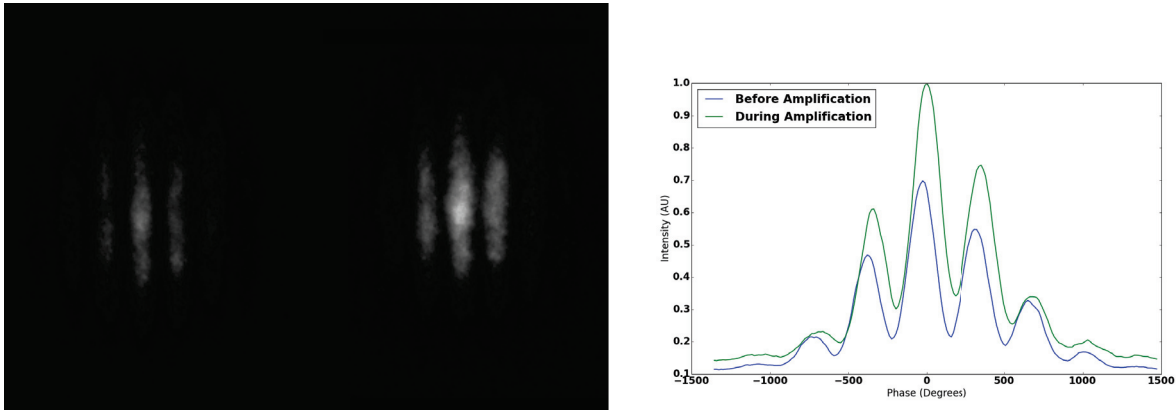 1.0
0.9
0.8
0.7
0.6
0.5
0.4
0.3
0.2
0.1
Intensity (AU)
Before Amplification
During Amplification
−1500 −1000 −500 0 500 1000 1500
Phase (Degrees)